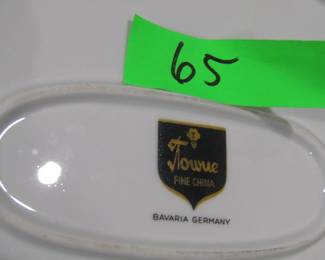 65
Towne
FINE CHINA
BAVARIA GERMANY